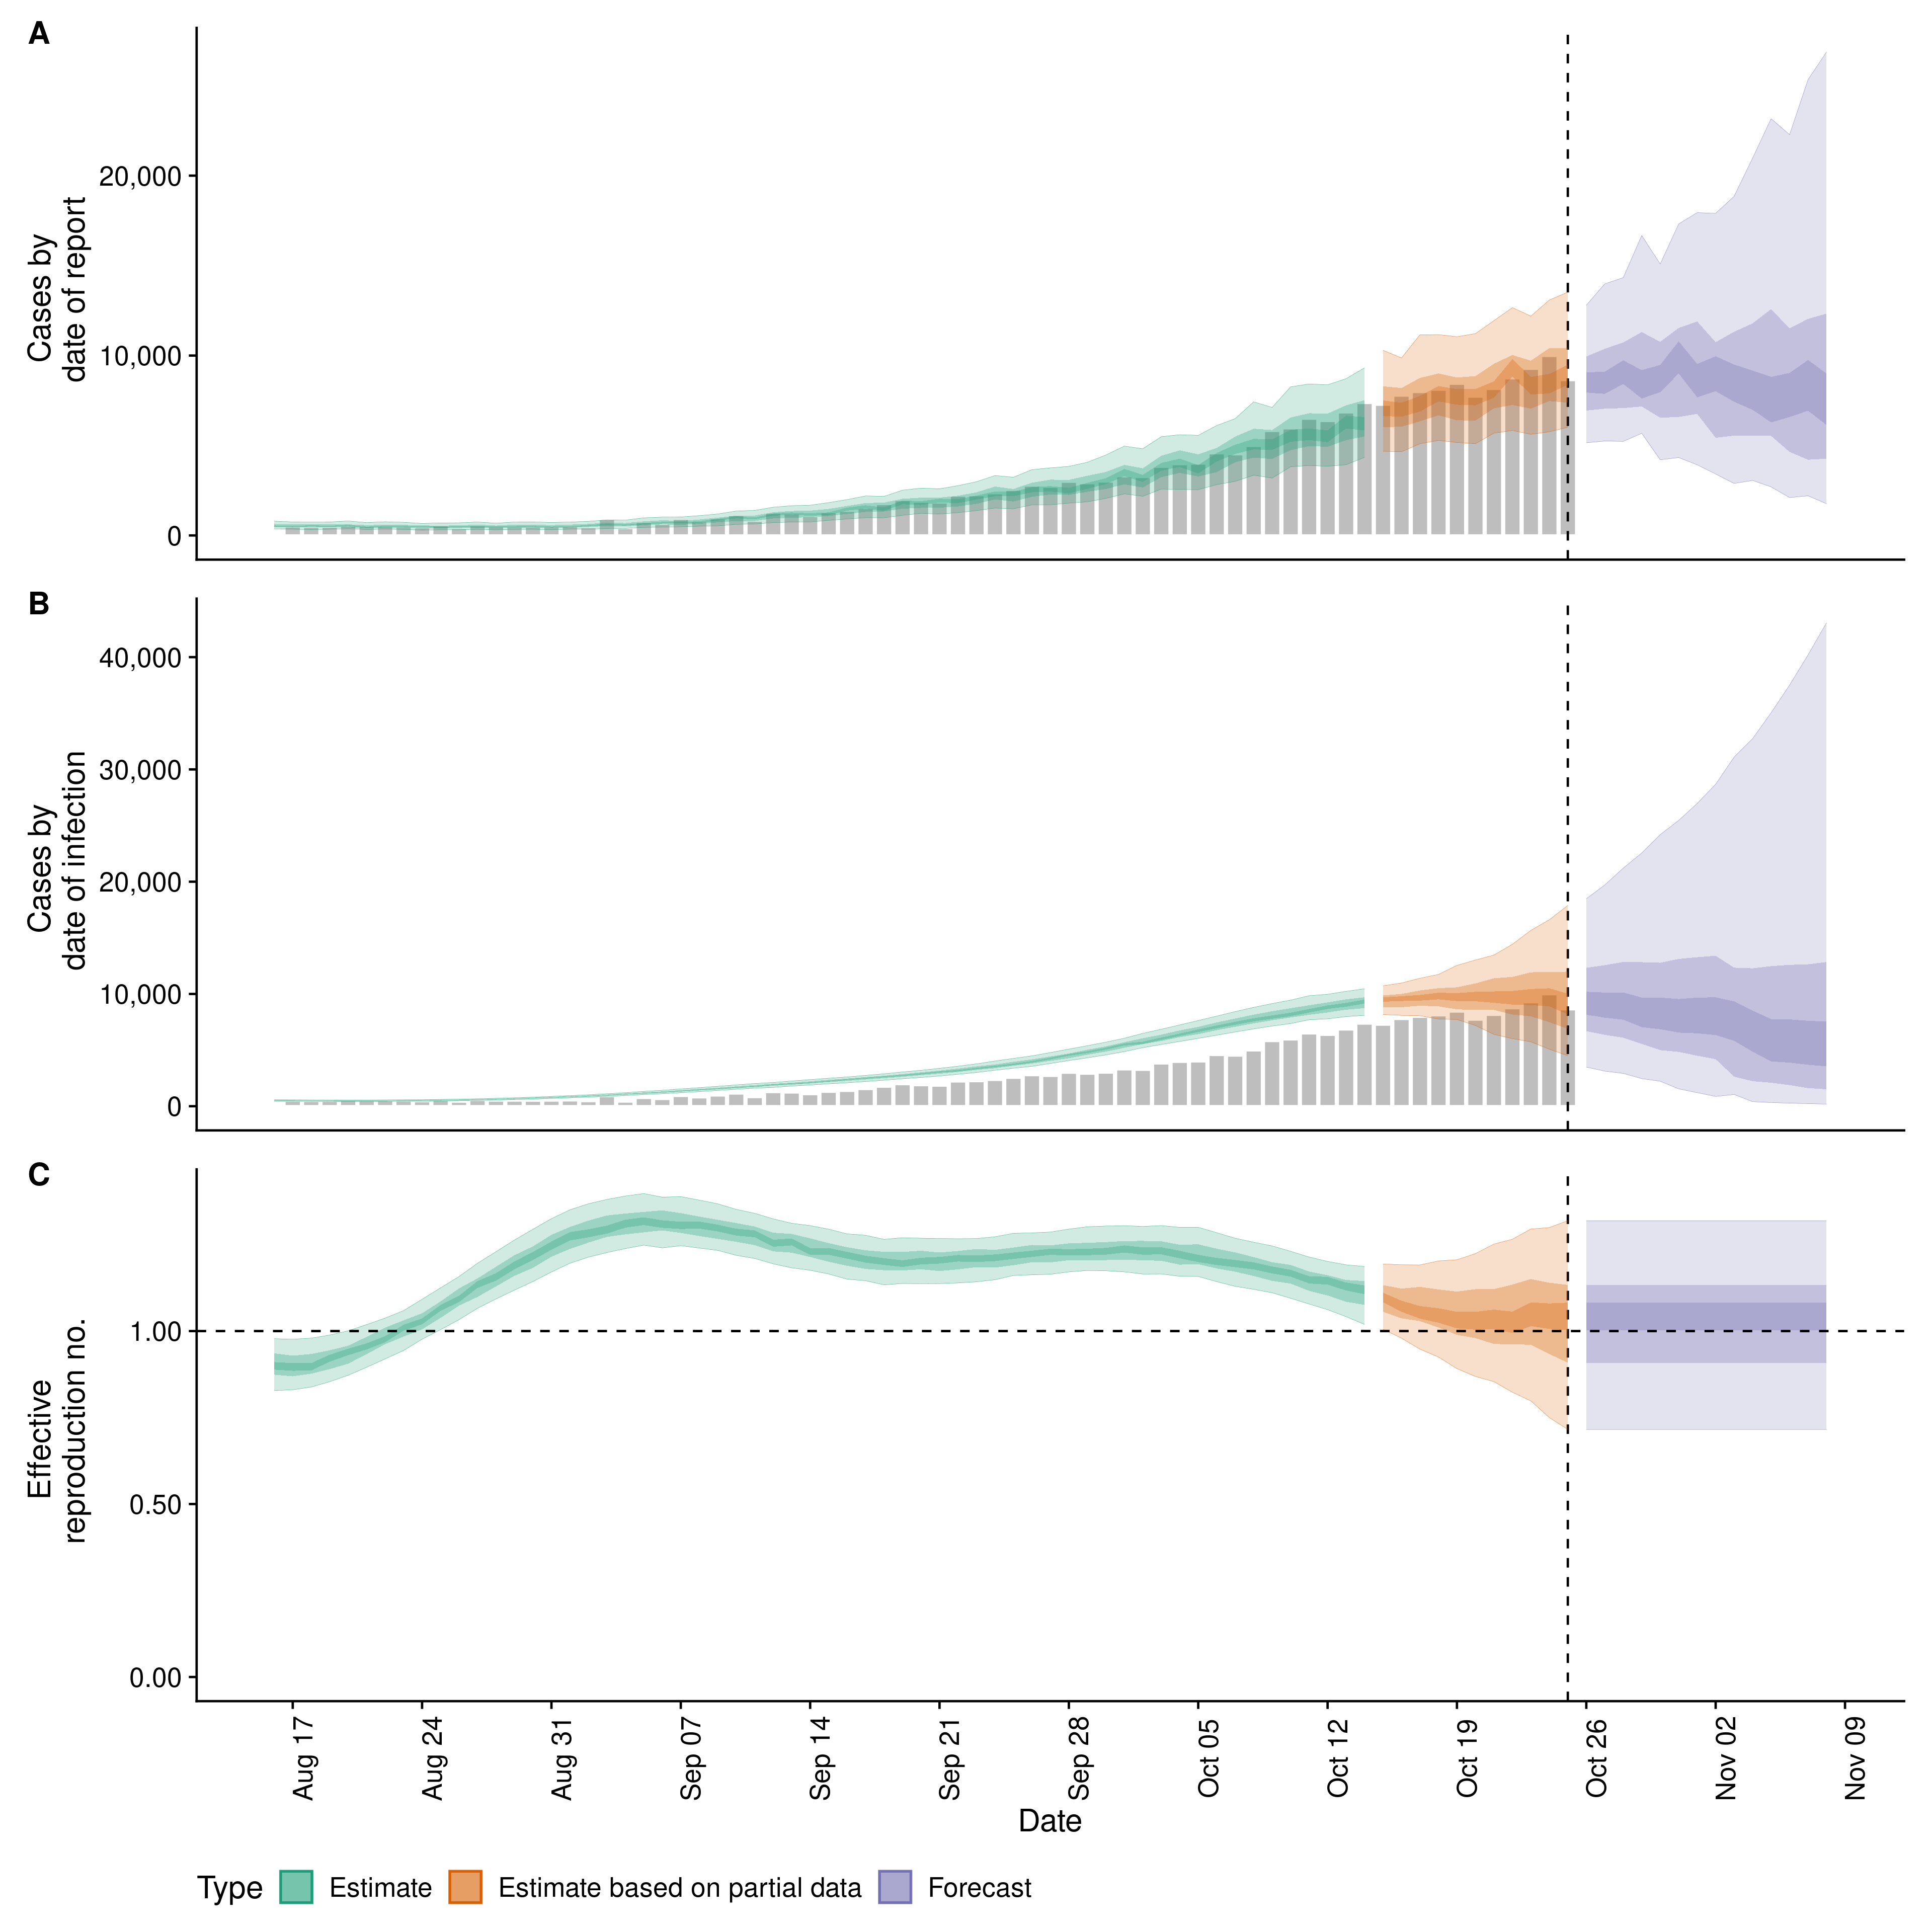 A
Cases by
date of report
20,000
10,000
0
B
Cases by
date of infection
40,000
30,000
20,000
10,000
0
C
Effective
reproduction no.
1.00
0.50
0.00
Aug 17
Aug 24
Aug 31
Sep 07
Sep 14
Sep 21
Sep 28
Oct 05
Oct 12
Oct 19
Oct 26
Nov 02
Nov 09
Date
Type Estimate Estimate based on partial data Forecast